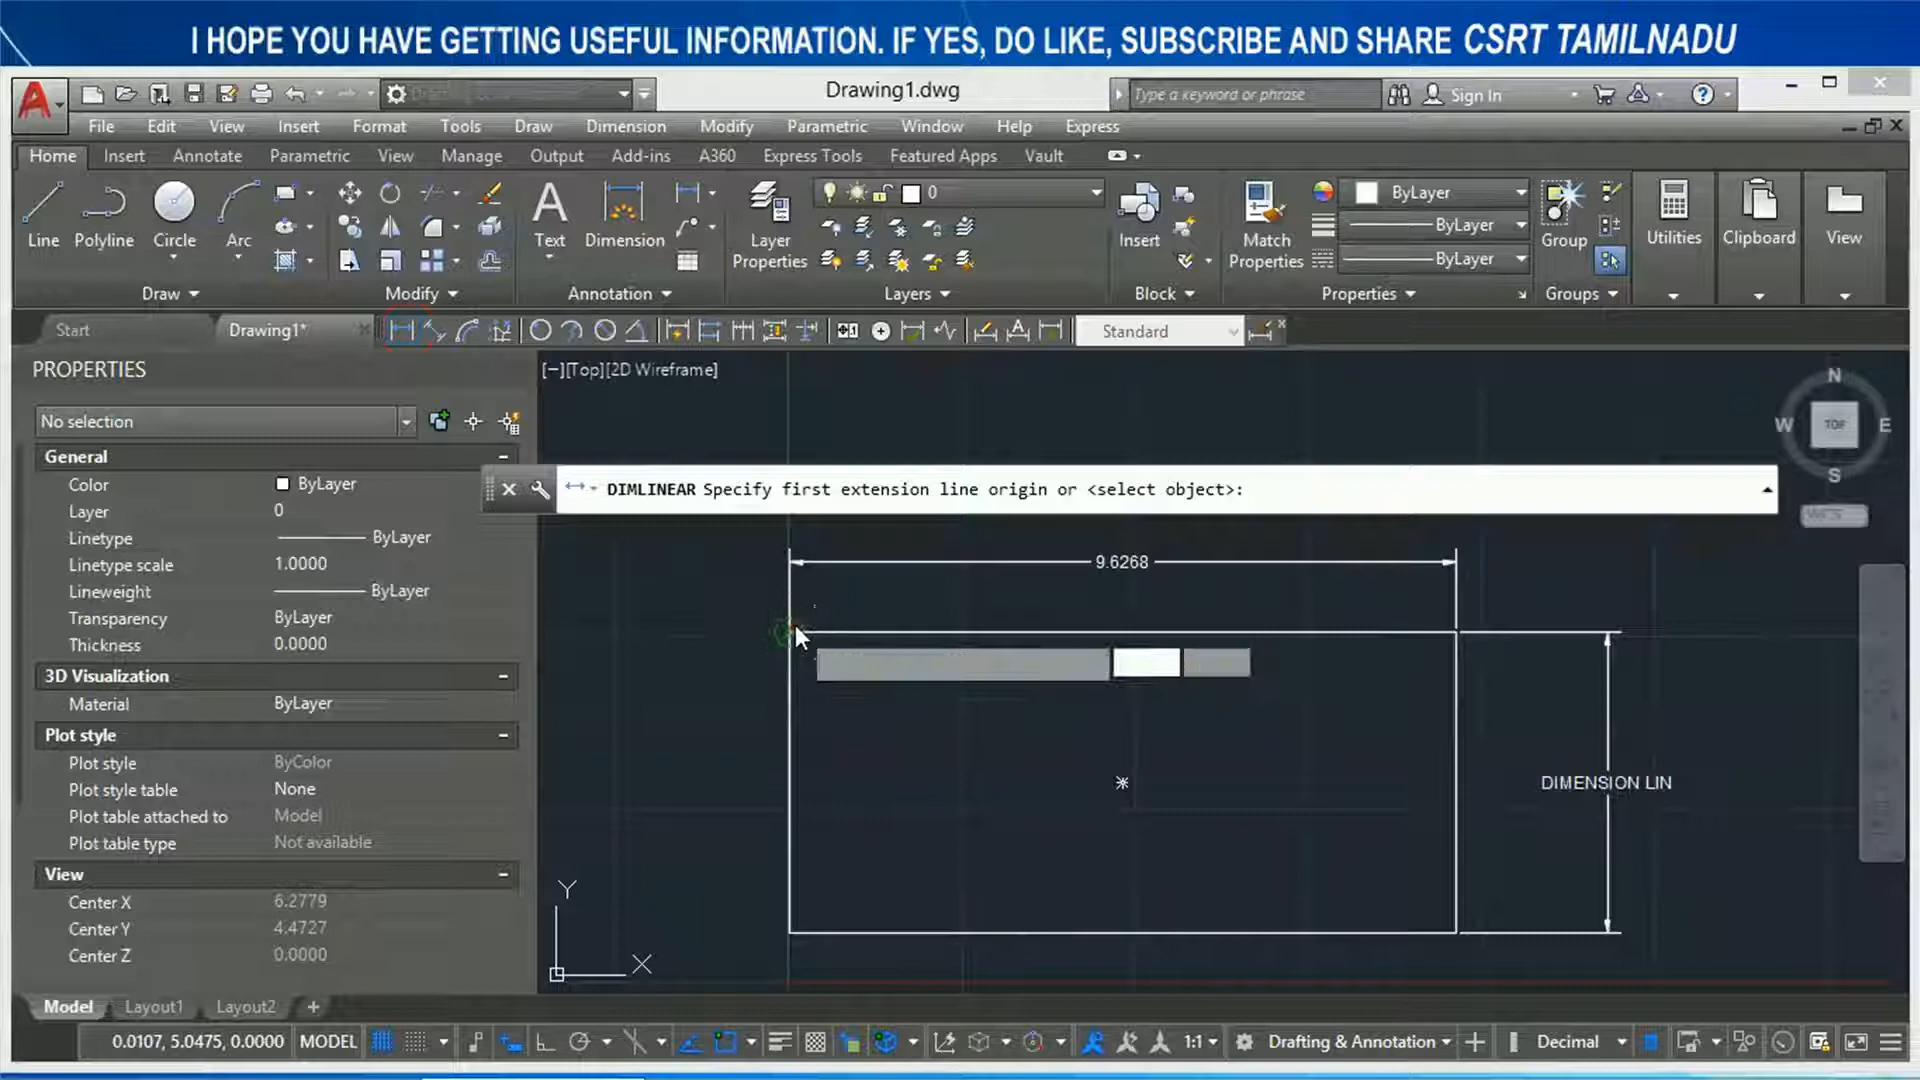 I HOPE YOU HAVE GETTING USEFUL INFORMATION. IF YES, DO LIKE, SUBSCRIBE AND SHARE CSRT TAMILNADU
Drawing1.dwg
Type a keyword or phrase
Sign In
File Edit View Insert Format Tools Draw Dimension Modify Parametric Window Help Express
Home Insert Annotate Parametric View Manage Output Add-ins A360 Express Tools Featured Apps Vault
0
ByLayer
ByLayer
ByLayer
Line Polyline Circle Arc
Text Dimension
Layer Properties
Insert
Match Properties
Group
Utilities Clipboard View
Draw Modify Annotation Layers Block Properties Groups
Start Drawing1*
Standard
PROPERTIES
[−][Top][2D Wireframe]
No selection
N
W TOP E
S
WCS
General
Color ByLayer
Layer 0
Linetype ByLayer
Linetype scale 1.0000
Lineweight ByLayer
Transparency ByLayer
Thickness 0.0000
3D Visualization
Material ByLayer
Plot style
Plot style ByColor
Plot style table None
Plot table attached to Model
Plot table type Not available
View
Center X 6.2779
Center Y 4.4727
Center Z 0.0000
DIMLINEAR Specify first extension line origin or <select object>:
9.6268
DIMENSION LIN
Y
X
Model Layout1 Layout2 +
0.0107, 5.0475, 0.0000 MODEL 1:1 Drafting & Annotation Decimal